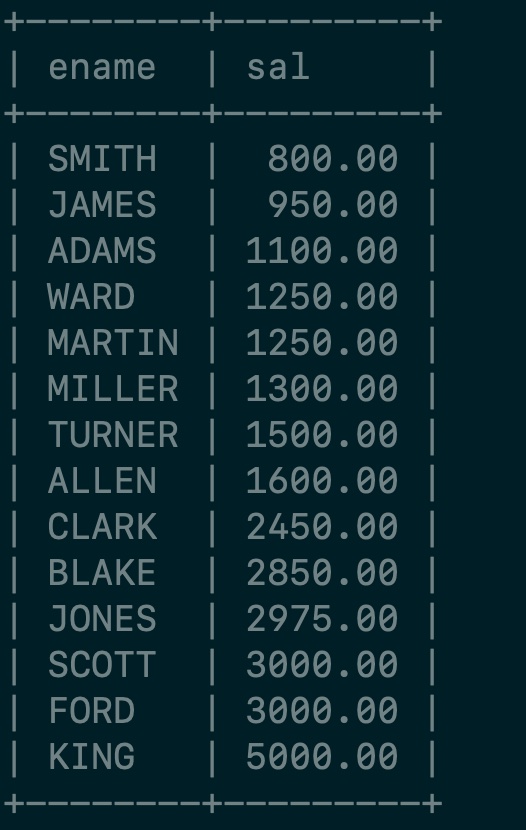 +---------+---------+
| ename   | sal     |
+---------+---------+
| SMITH   |  800.00 |
| JAMES   |  950.00 |
| ADAMS   | 1100.00 |
| WARD    | 1250.00 |
| MARTIN  | 1250.00 |
| MILLER  | 1300.00 |
| TURNER  | 1500.00 |
| ALLEN   | 1600.00 |
| CLARK   | 2450.00 |
| BLAKE   | 2850.00 |
| JONES   | 2975.00 |
| SCOTT   | 3000.00 |
| FORD    | 3000.00 |
| KING    | 5000.00 |
+---------+---------+